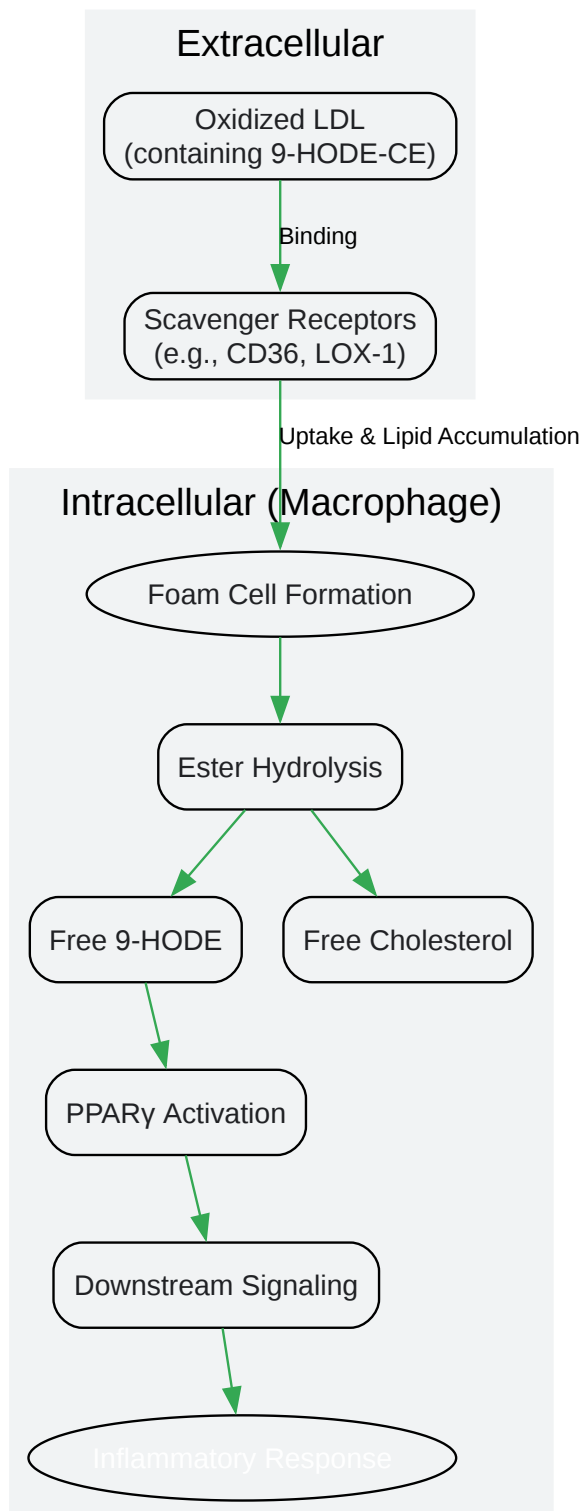 Extracellular
Oxidized LDL
(containing 9-HODE-CE)
Binding
Scavenger Receptors
(e.g., CD36, LOX-1)
Uptake & Lipid Accumulation
Intracellular (Macrophage)
Foam Cell Formation
Ester Hydrolysis
Free 9-HODE
Free Cholesterol
PPARγ Activation
Downstream Signaling
Inflammatory Response